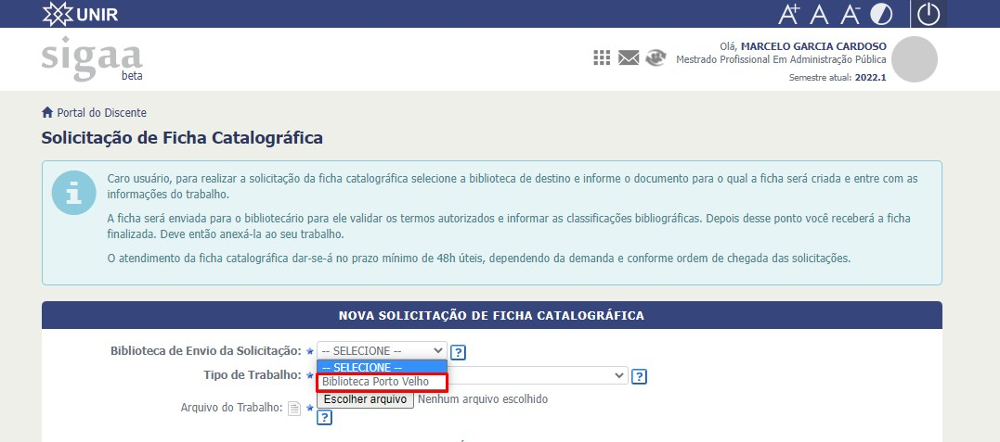 UNIR
A+ A A-
sigaa
beta
Olá, MARCELO GARCIA CARDOSO
Mestrado Profissional Em Administração Pública
Semestre atual: 2022.1
Portal do Discente
Solicitação de Ficha Catalográfica
i
Caro usuário, para realizar a solicitação da ficha catalográfica selecione a biblioteca de destino e informe o documento para o qual a ficha será criada e entre com as
informações do trabalho.
A ficha será enviada para o bibliotecário para ele validar os termos autorizados e informar as classificações bibliográficas. Depois desse ponto você receberá a ficha
finalizada. Deve então anexá-la ao seu trabalho.
O atendimento da ficha catalográfica dar-se-á no prazo mínimo de 48h úteis, dependendo da demanda e conforme ordem de chegada das solicitações.
NOVA SOLICITAÇÃO DE FICHA CATALOGRÁFICA
Biblioteca de Envio da Solicitação: -- SELECIONE -- ?
-- SELECIONE --
Tipo de Trabalho: ?
Biblioteca Porto Velho
Escolher arquivo Nenhum arquivo escolhido
Arquivo do Trabalho:
?